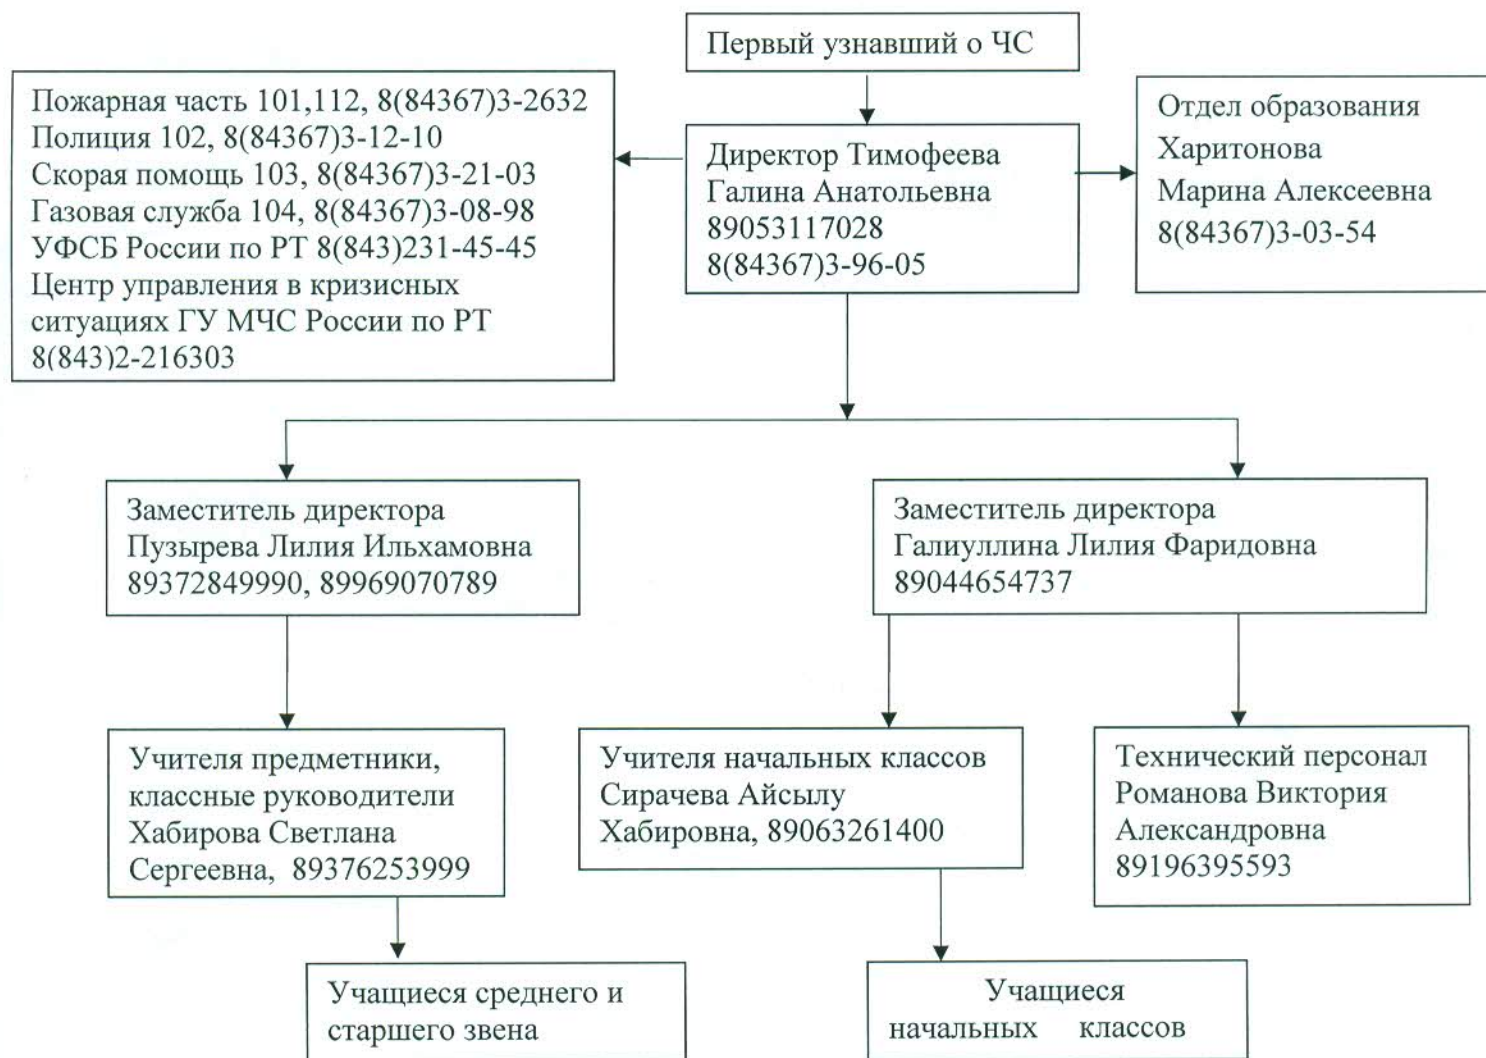 Первый узнавший о ЧС
Пожарная часть 101,112, 8(84367)3-2632
Полиция 102, 8(84367)3-12-10
Скорая помощь 103, 8(84367)3-21-03
Газовая служба 104, 8(84367)3-08-98
УФСБ России по РТ 8(843)231-45-45
Центр управления в кризисных
ситуациях ГУ МЧС России по РТ
8(843)2-216303
Директор Тимофеева
Галина Анатольевна
89053117028
8(84367)3-96-05
Отдел образования
Харитонова
Марина Алексеевна
8(84367)3-03-54
Заместитель директора
Пузырева Лилия Ильхамовна
89372849990, 89969070789
Заместитель директора
Галиуллина Лилия Фаридовна
89044654737
Учителя предметники,
классные руководители
Хабирова Светлана
Сергеевна, 89376253999
Учителя начальных классов
Сирачева Айсылу
Хабировна, 89063261400
Технический персонал
Романова Виктория
Александровна
89196395593
Учащиеся среднего и
старшего звена
Учащиеся
начальных классов